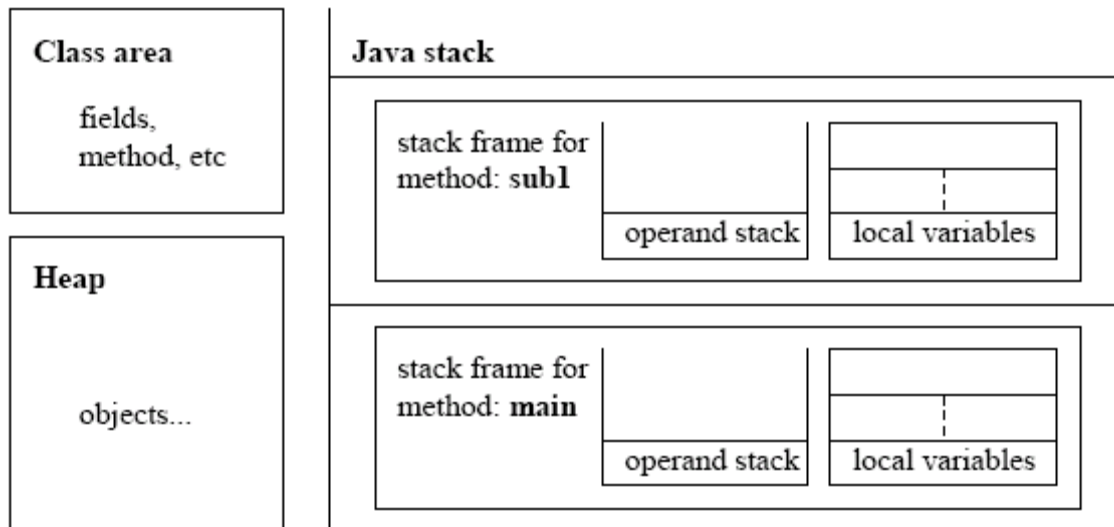 Class area
fields,
method, etc
Heap
objects...
Java stack
stack frame for
method: sub1
operand stack
local variables
stack frame for
method: main
operand stack
local variables